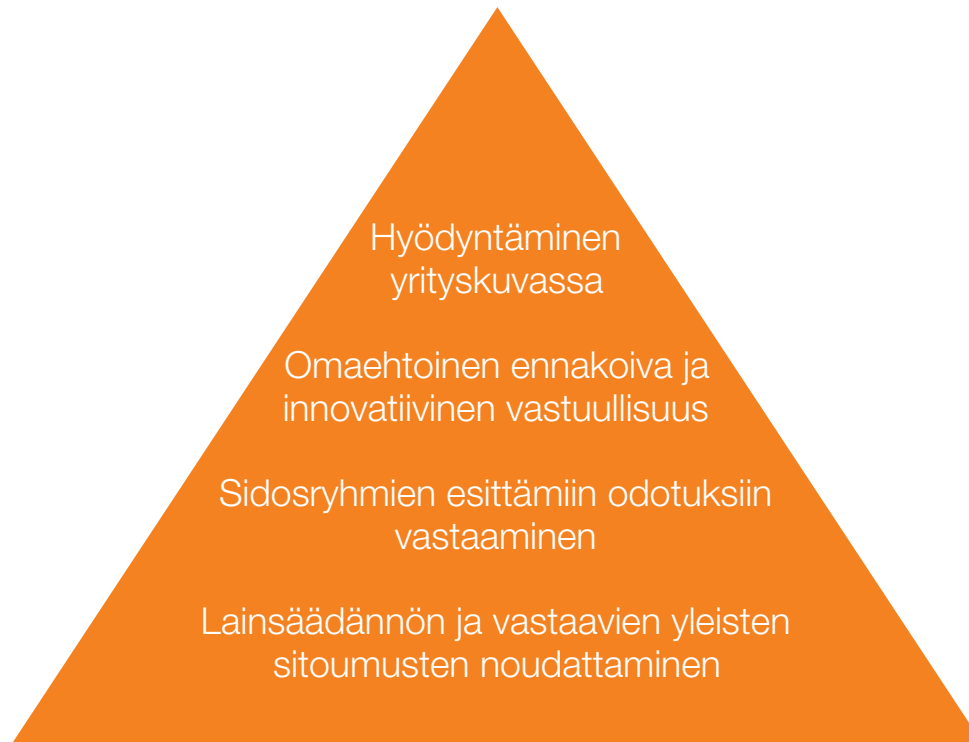 Hyödyntäminen
yrityskuvassa
Omaehtoinen ennakoiva ja
innovatiivinen vastuullisuus
Sidosryhmien esittämiin odotuksiin
vastaaminen
Lainsäädännön ja vastaavien yleisten
sitoumusten noudattaminen